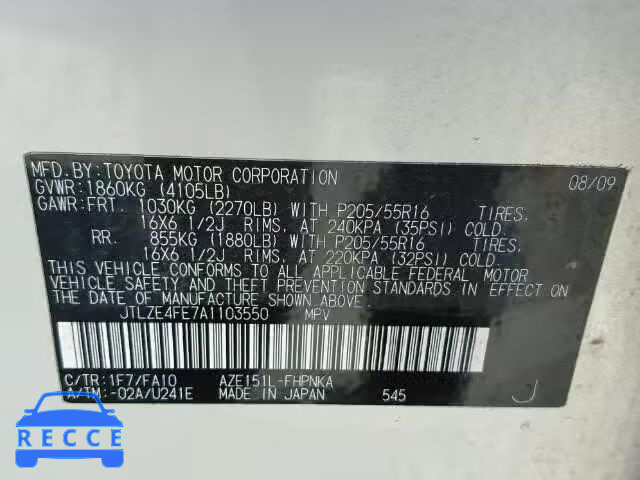 MFD.BY:TOYOTA MOTOR CORPORATION 08/09
GVWR:1860KG (4105LB)
GAWR:FRT. 1030KG (2270LB) WITH P205/55R16 TIRES,
16X6 1/2J RIMS, AT 240KPA (35PSI) COLD.
RR. 855KG (1880LB) WITH P205/55R16 TIRES,
16X6 1/2J RIMS, AT 220KPA (32PSI) COLD.
THIS VEHICLE CONFORMS TO ALL APPLICABLE FEDERAL MOTOR
VEHICLE SAFETY AND THEFT PREVENTION STANDARDS IN EFFECT ON
THE DATE OF MANUFACTURE SHOWN ABOVE.
JTLZE4FE7A1103550 MPV
C/TR:1F7/FA10 AZE151L-FHPNKA
A/TM:-02A/U241E MADE IN JAPAN 545 J